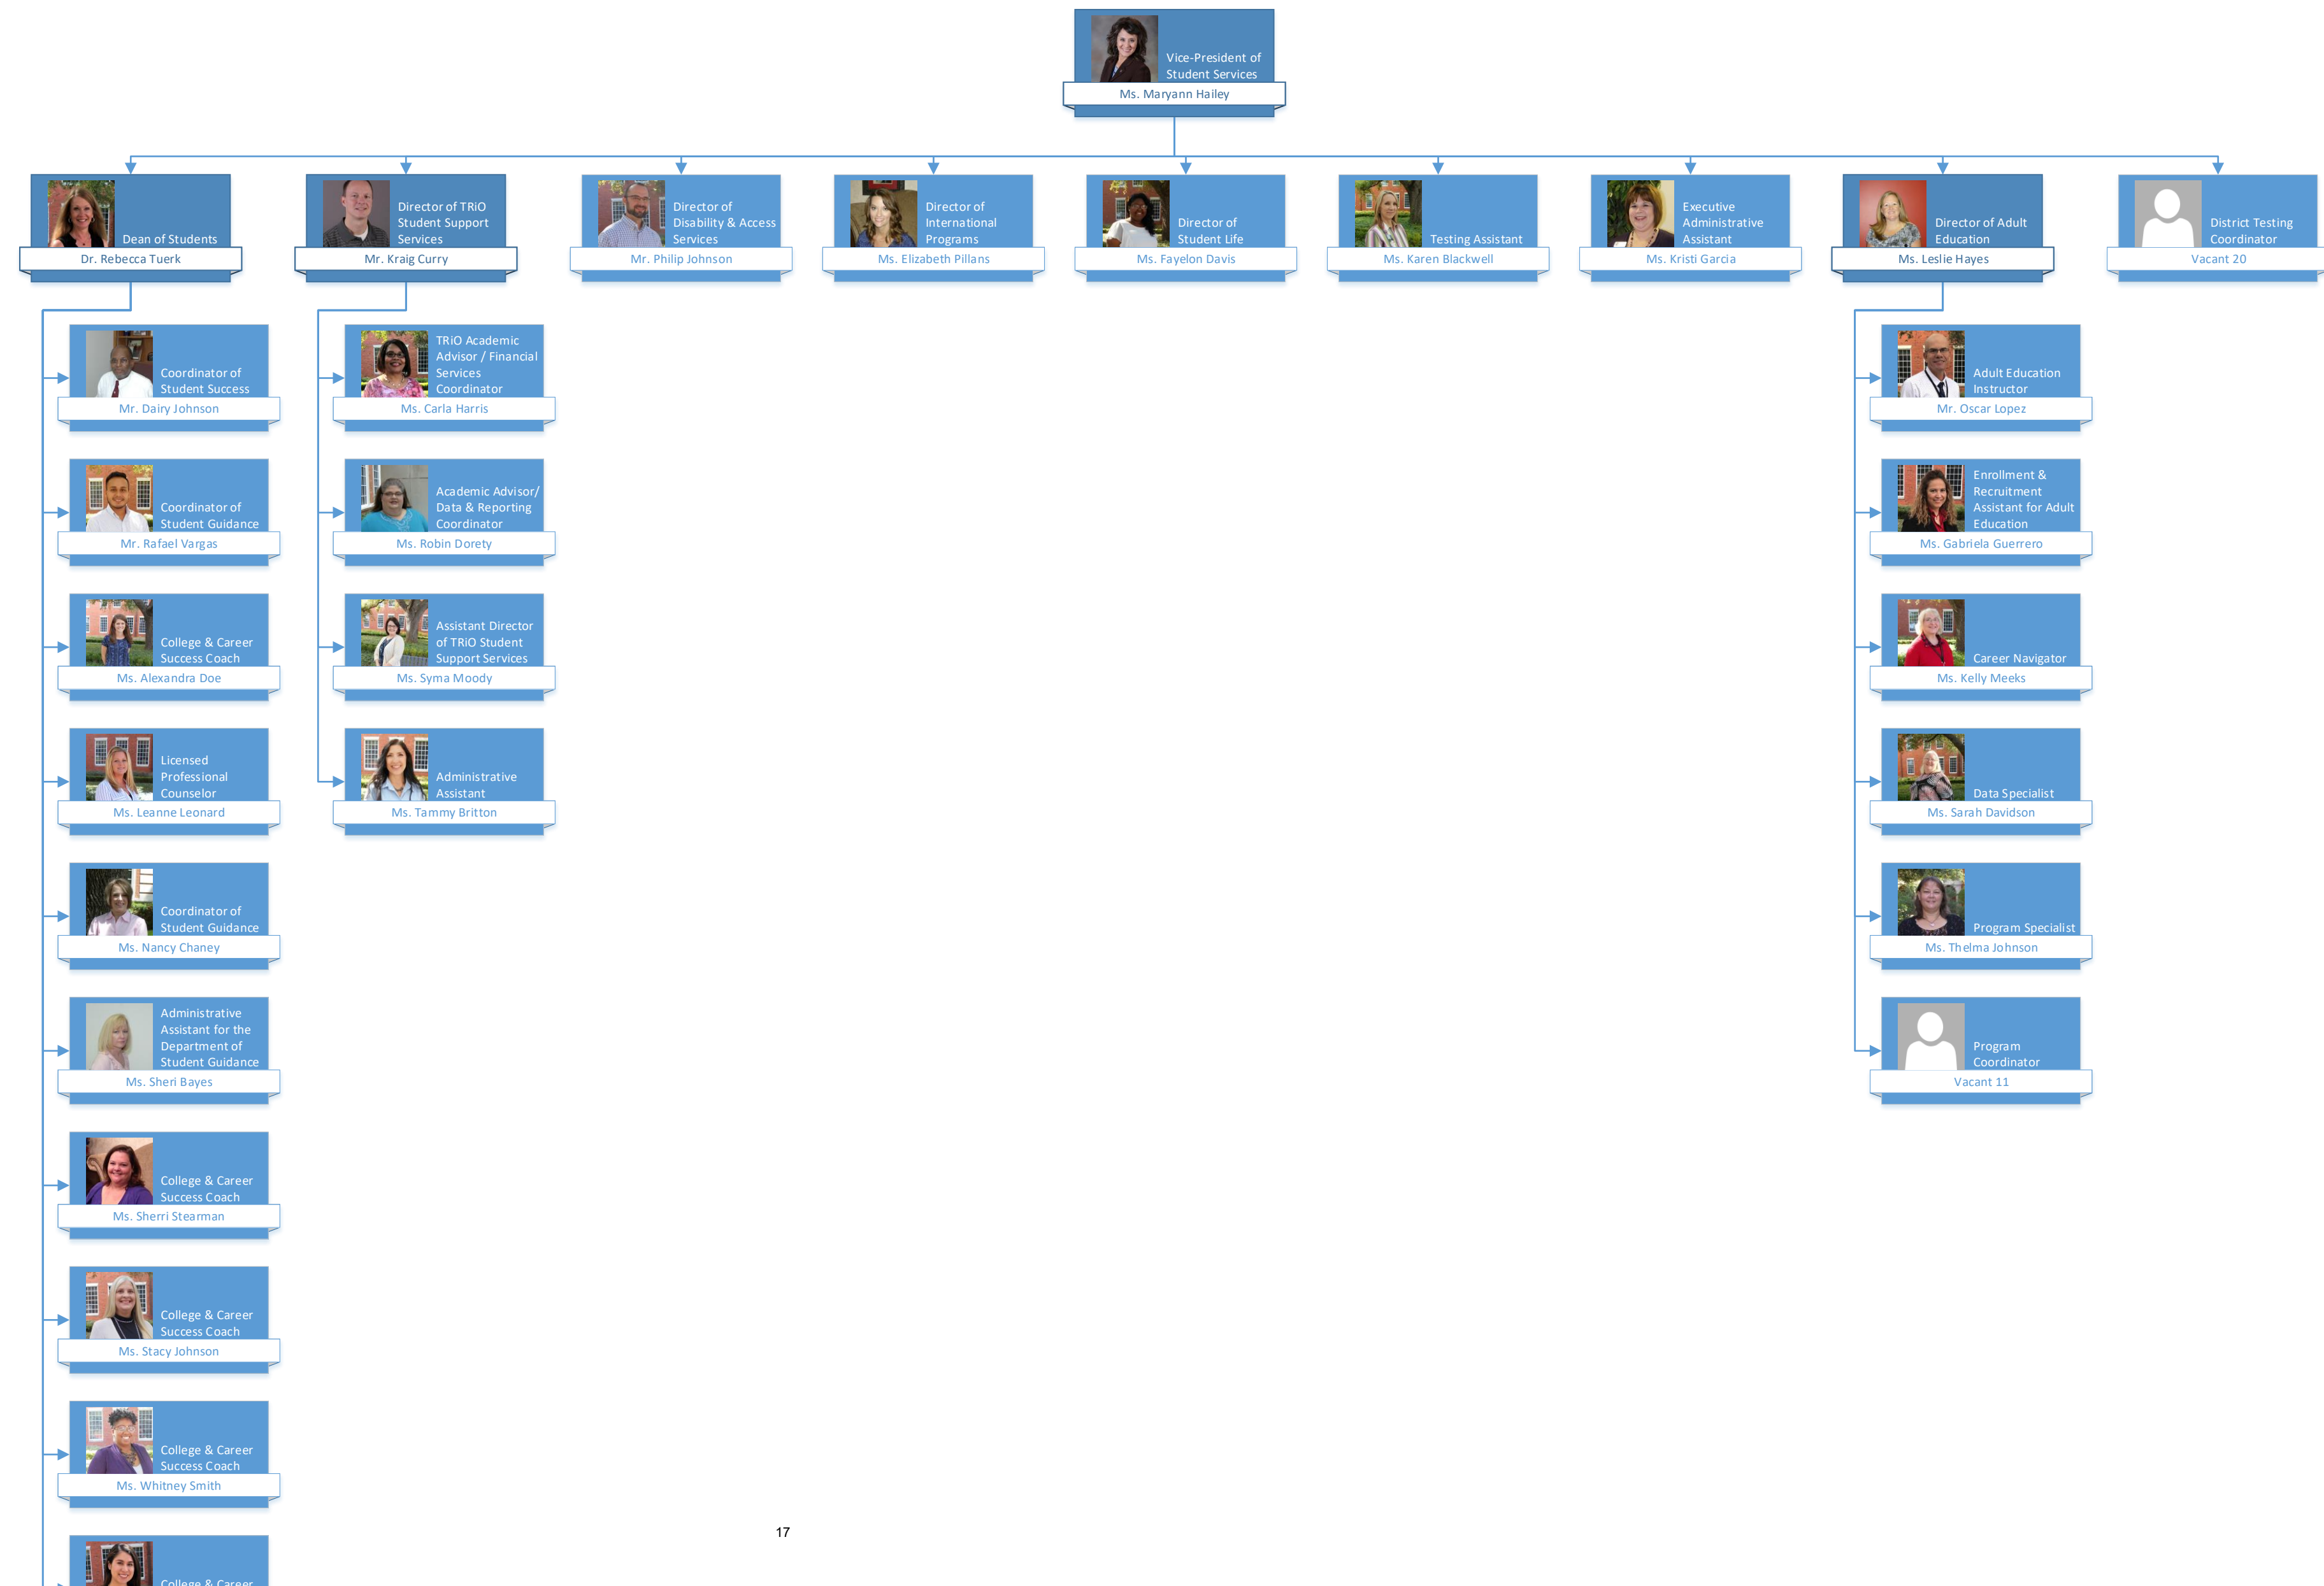 Vice-President of
Student Services
Ms. Maryann Hailey
Dean of Students
Dr. Rebecca Tuerk
Director of TRiO
Student Support
Services
Mr. Kraig Curry
Director of
Disability & Access
Services
Mr. Philip Johnson
Director of
International
Programs
Ms. Elizabeth Pillans
Director of
Student Life
Ms. Fayelon Davis
Testing Assistant
Ms. Karen Blackwell
Executive
Administrative
Assistant
Ms. Kristi Garcia
Director of Adult
Education
Ms. Leslie Hayes
District Testing
Coordinator
Vacant 20
Coordinator of
Student Success
Mr. Dairy Johnson
Coordinator of
Student Guidance
Mr. Rafael Vargas
College & Career
Success Coach
Ms. Alexandra Doe
Licensed
Professional
Counselor
Ms. Leanne Leonard
Coordinator of
Student Guidance
Ms. Nancy Chaney
Administrative
Assistant for the
Department of
Student Guidance
Ms. Sheri Bayes
College & Career
Success Coach
Ms. Sherri Stearman
College & Career
Success Coach
Ms. Stacy Johnson
College & Career
Success Coach
Ms. Whitney Smith
College & Career
TRiO Academic
Advisor / Financial
Services
Coordinator
Ms. Carla Harris
Academic Advisor/
Data & Reporting
Coordinator
Ms. Robin Dorety
Assistant Director
of TRiO Student
Support Services
Ms. Syma Moody
Administrative
Assistant
Ms. Tammy Britton
Adult Education
Instructor
Mr. Oscar Lopez
Enrollment &
Recruitment
Assistant for Adult
Education
Ms. Gabriela Guerrero
Career Navigator
Ms. Kelly Meeks
Data Specialist
Ms. Sarah Davidson
Program Specialist
Ms. Thelma Johnson
Program
Coordinator
Vacant 11
17